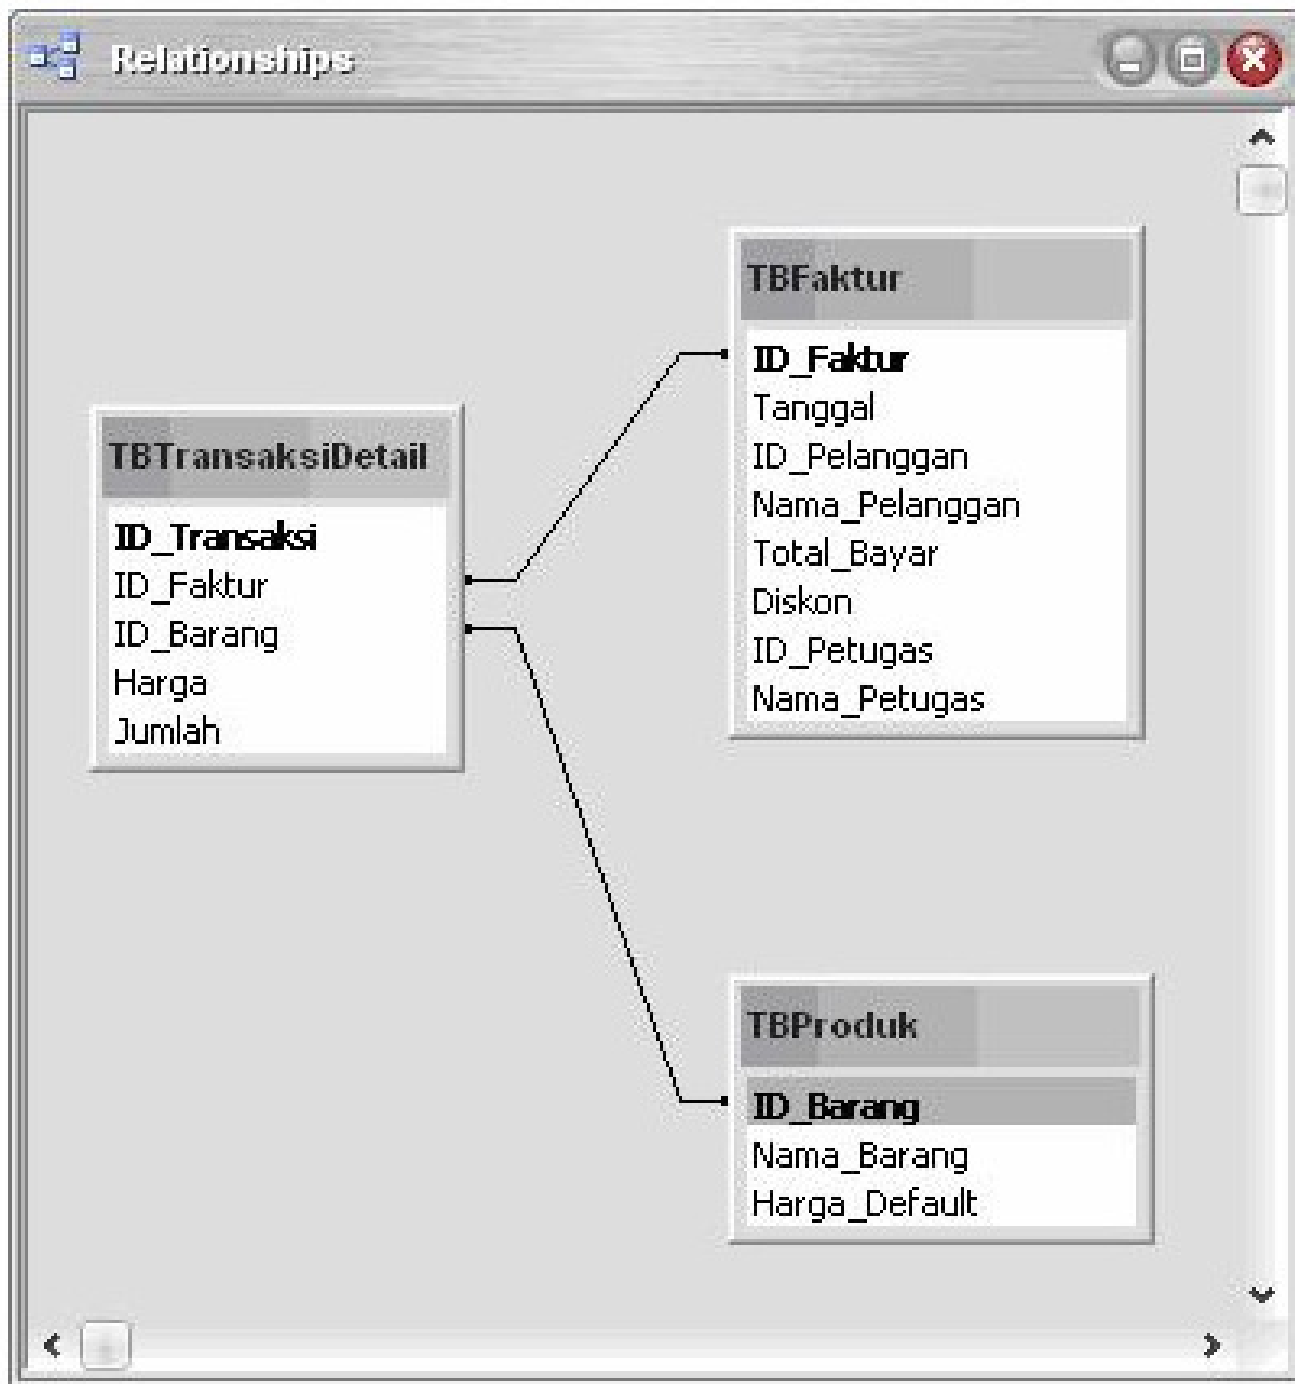 Relationships
TBTransaksiDetail
ID_Transaksi
ID_Faktur
ID_Barang
Harga
Jumlah
TBFaktur
ID_Faktur
Tanggal
ID_Pelanggan
Nama_Pelanggan
Total_Bayar
Diskon
ID_Petugas
Nama_Petugas
TBProduk
ID_Barang
Nama_Barang
Harga_Default